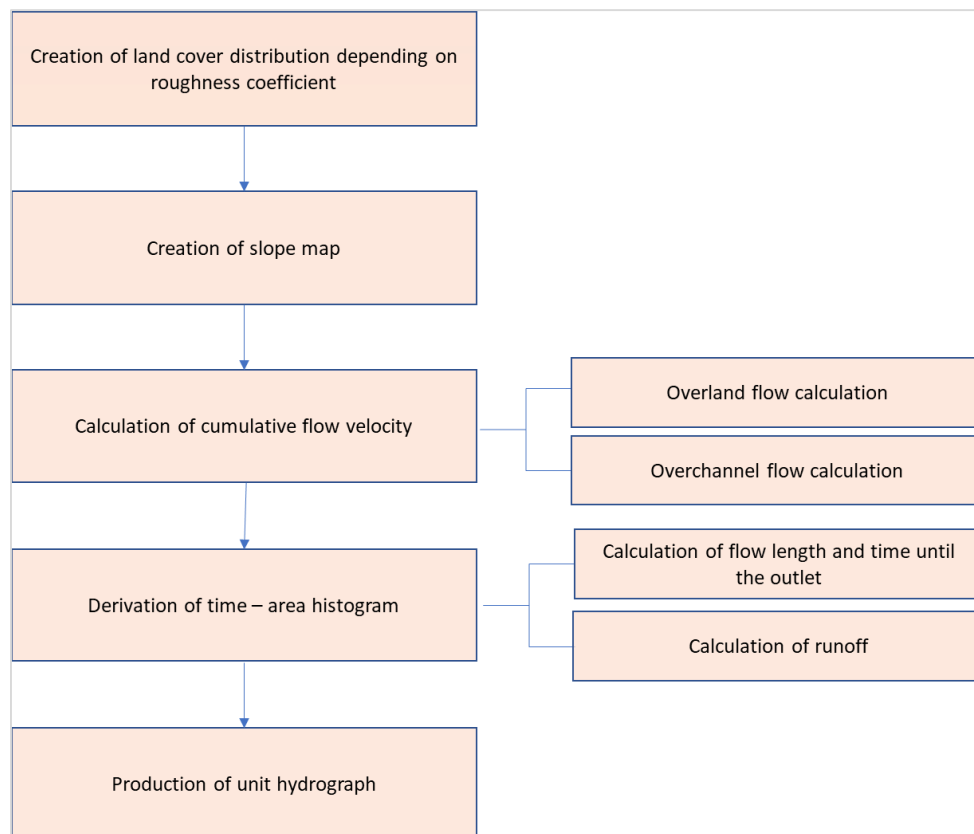 Creation of land cover distribution depending on
roughness coefficient
Creation of slope map
Calculation of cumulative flow velocity
Overland flow calculation
Overchannel flow calculation
Derivation of time – area histogram
Calculation of flow length and time until
the outlet
Calculation of runoff
Production of unit hydrograph